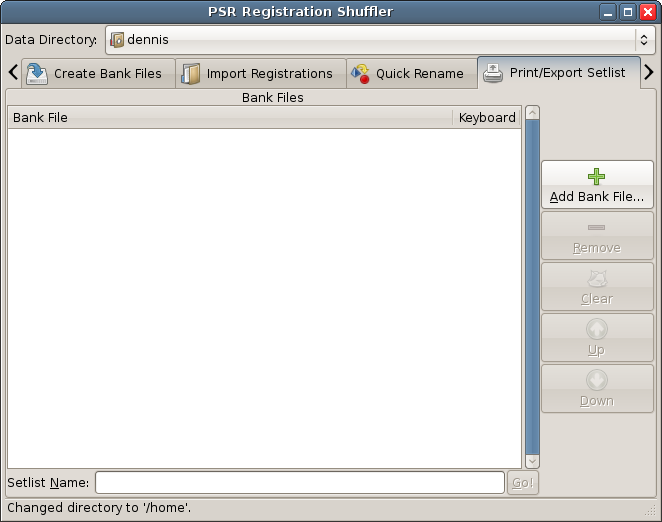 PSR Registration Shuffler
Data Directory: dennis
Create Bank Files Import Registrations Quick Rename Print/Export Setlist
Bank Files
Bank File Keyboard
Add Bank File...
Remove
Clear
Up
Down
Setlist Name: Go!
Changed directory to '/home'.